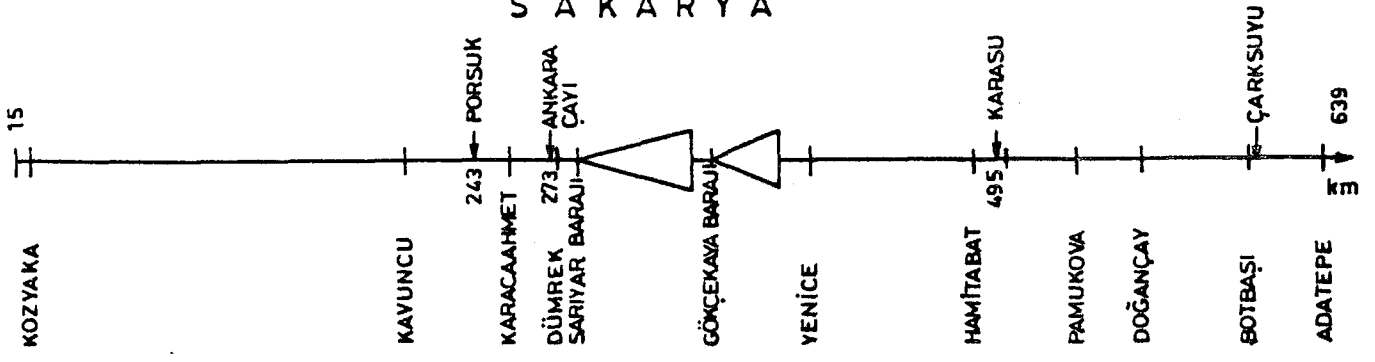 SAKARYA
15
PORSUK
ANKARA
ÇAYI
KARASU
ÇARKSUYU
639
243
273
495
km
KOZYAKA
KAVUNCU
KARACAAHMET
DÜMREK
SARIYAR BARAJI
GÖKÇEKAYA BARAJI
YENİCE
HAMİTABAT
PAMUKOVA
DOĞANÇAY
BOTBAŞI
ADATEPE